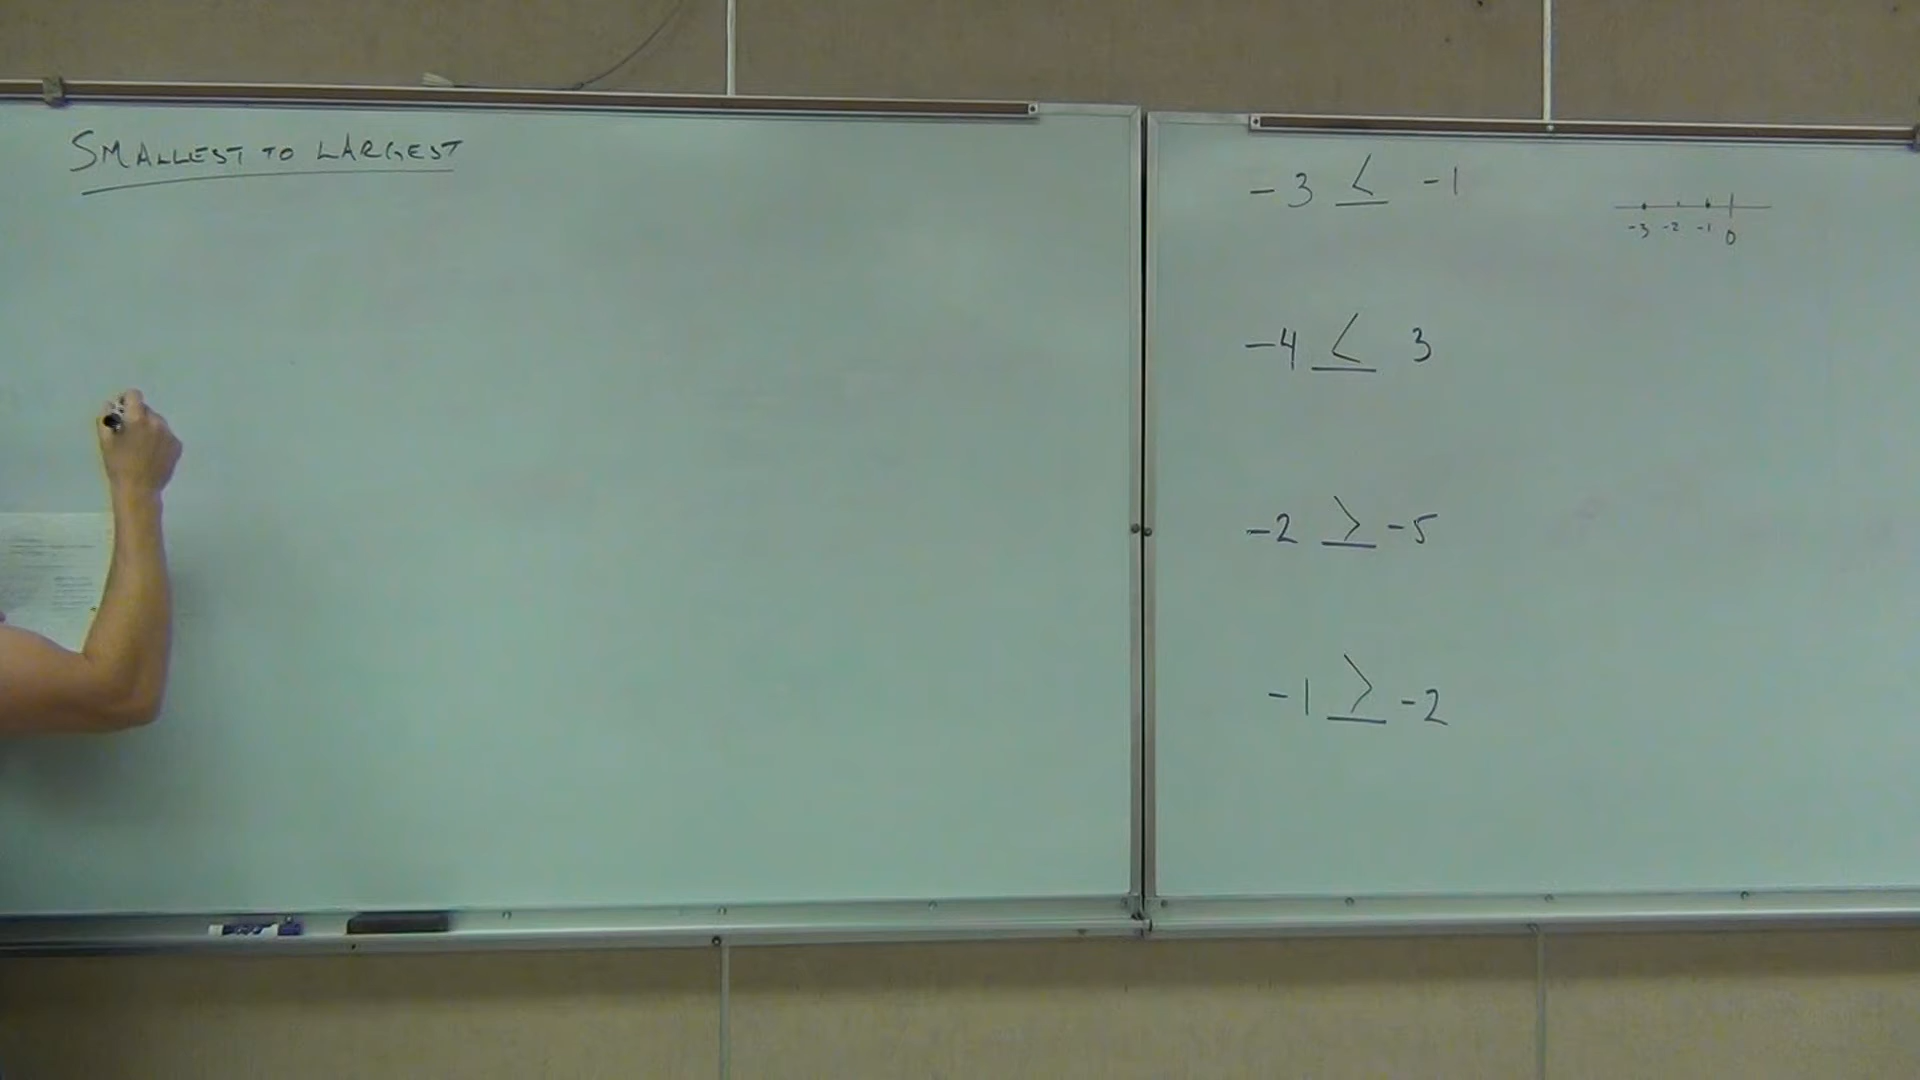 SMALLEST TO LARGEST
-3 < -1
-3 -2 -1 0
-4 < 3
-2 > -5
-1 > -2